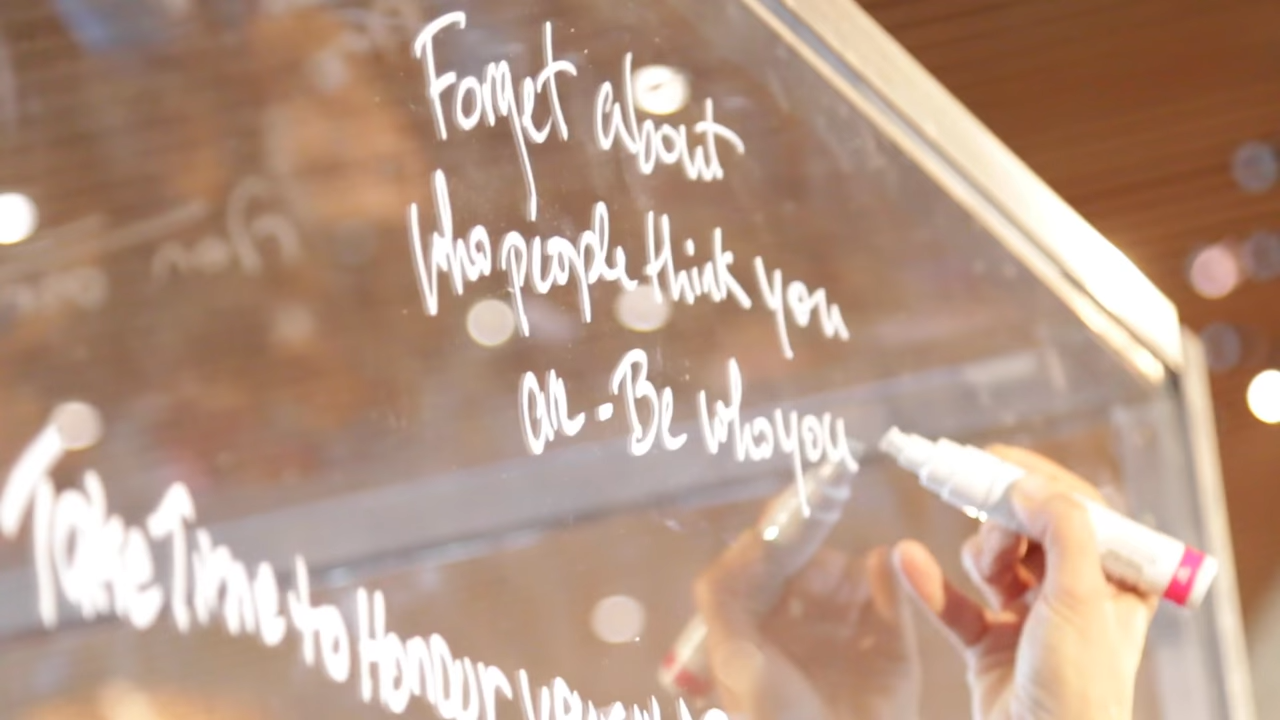 Forget about
who people think you
are - Be who you
Take Time to Honour